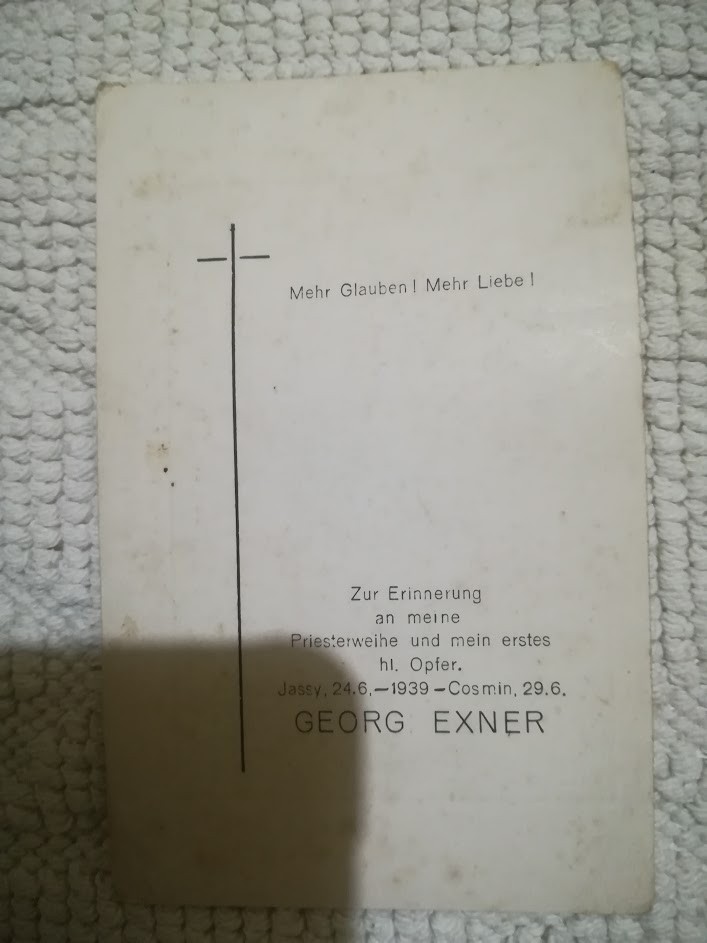 Mehr Glauben! Mehr Liebe!
Zur Erinnerung
an meine
Priesterweihe und mein erstes
hl. Opfer.
Jassy, 24.6.—1939—Cosmin, 29.6.
GEORG EXNER